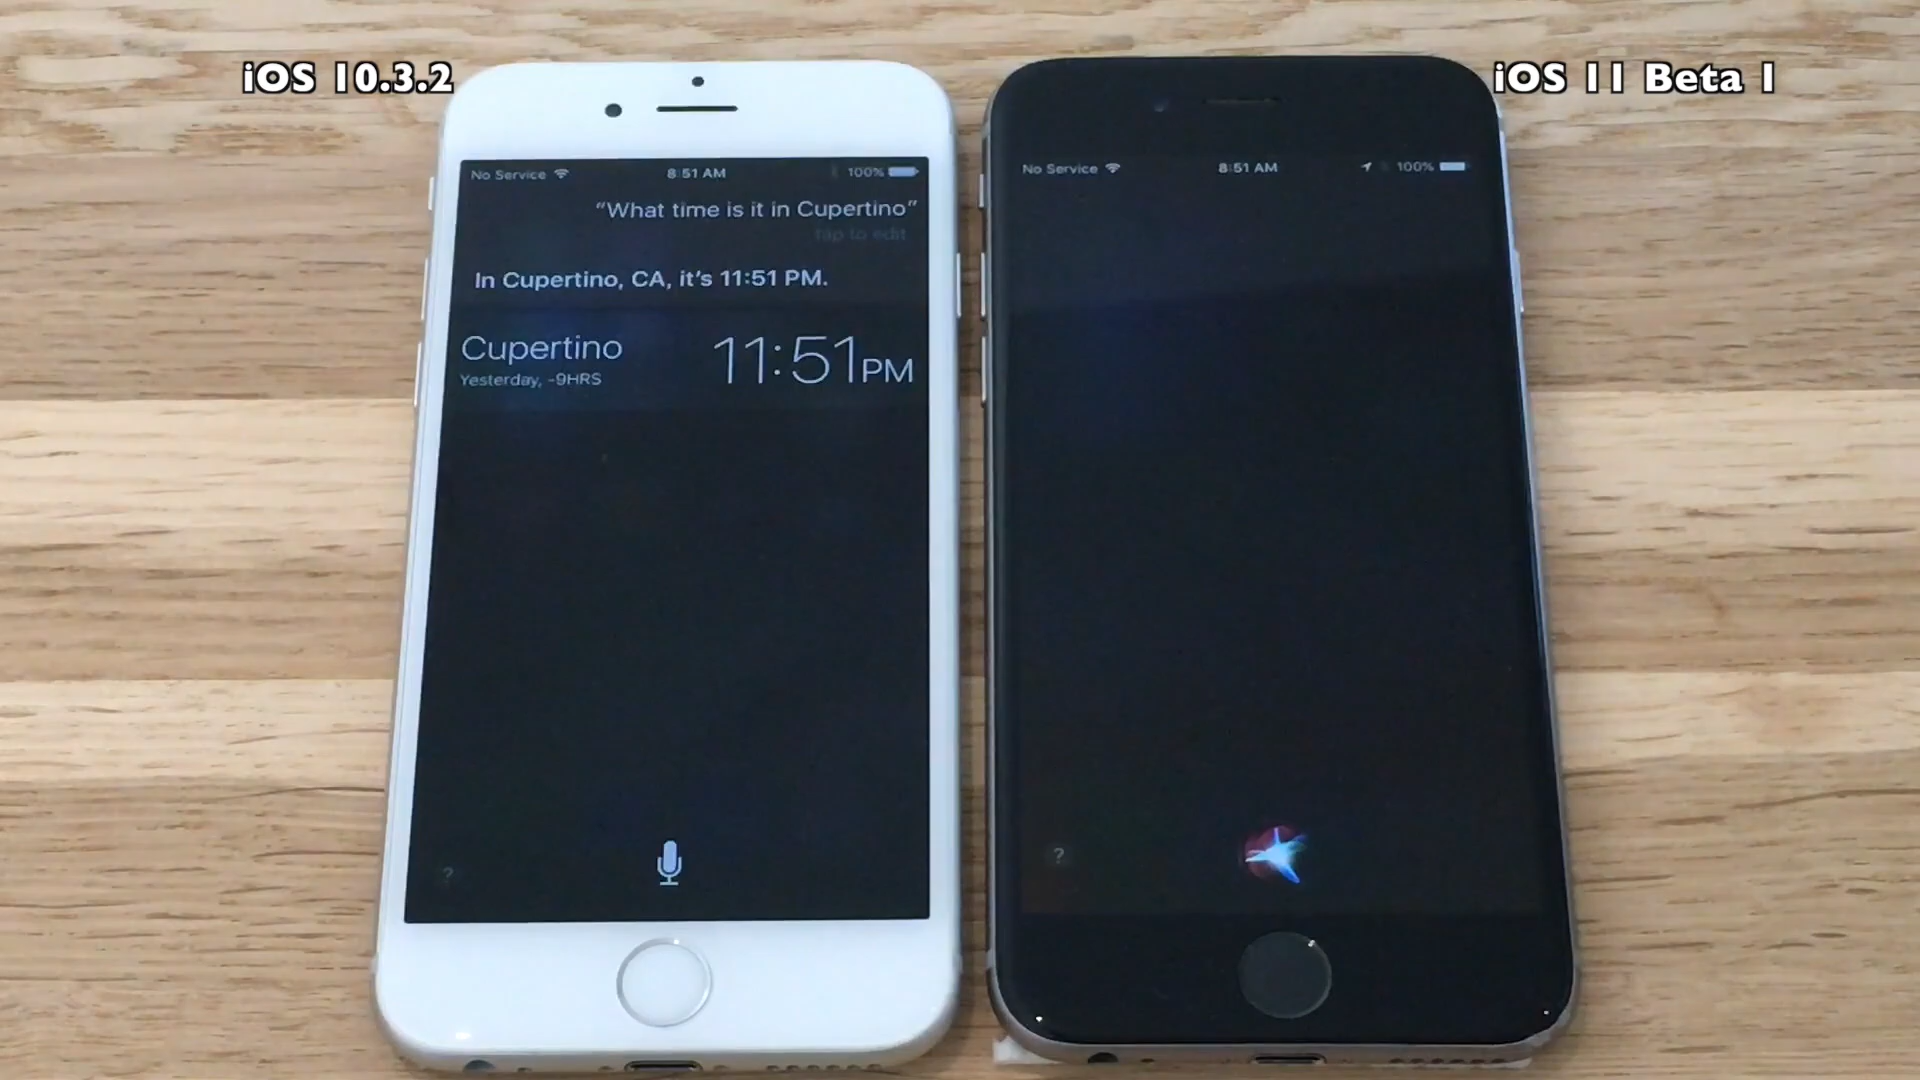 iOS 10.3.2
iOS 11 Beta 1
No Service 8:51 AM 100%
"What time is it in Cupertino"
tap to edit
In Cupertino, CA, it's 11:51 PM.
Cupertino 11:51PM
Yesterday, -9HRS
?
No Service 8:51 AM 100%
?